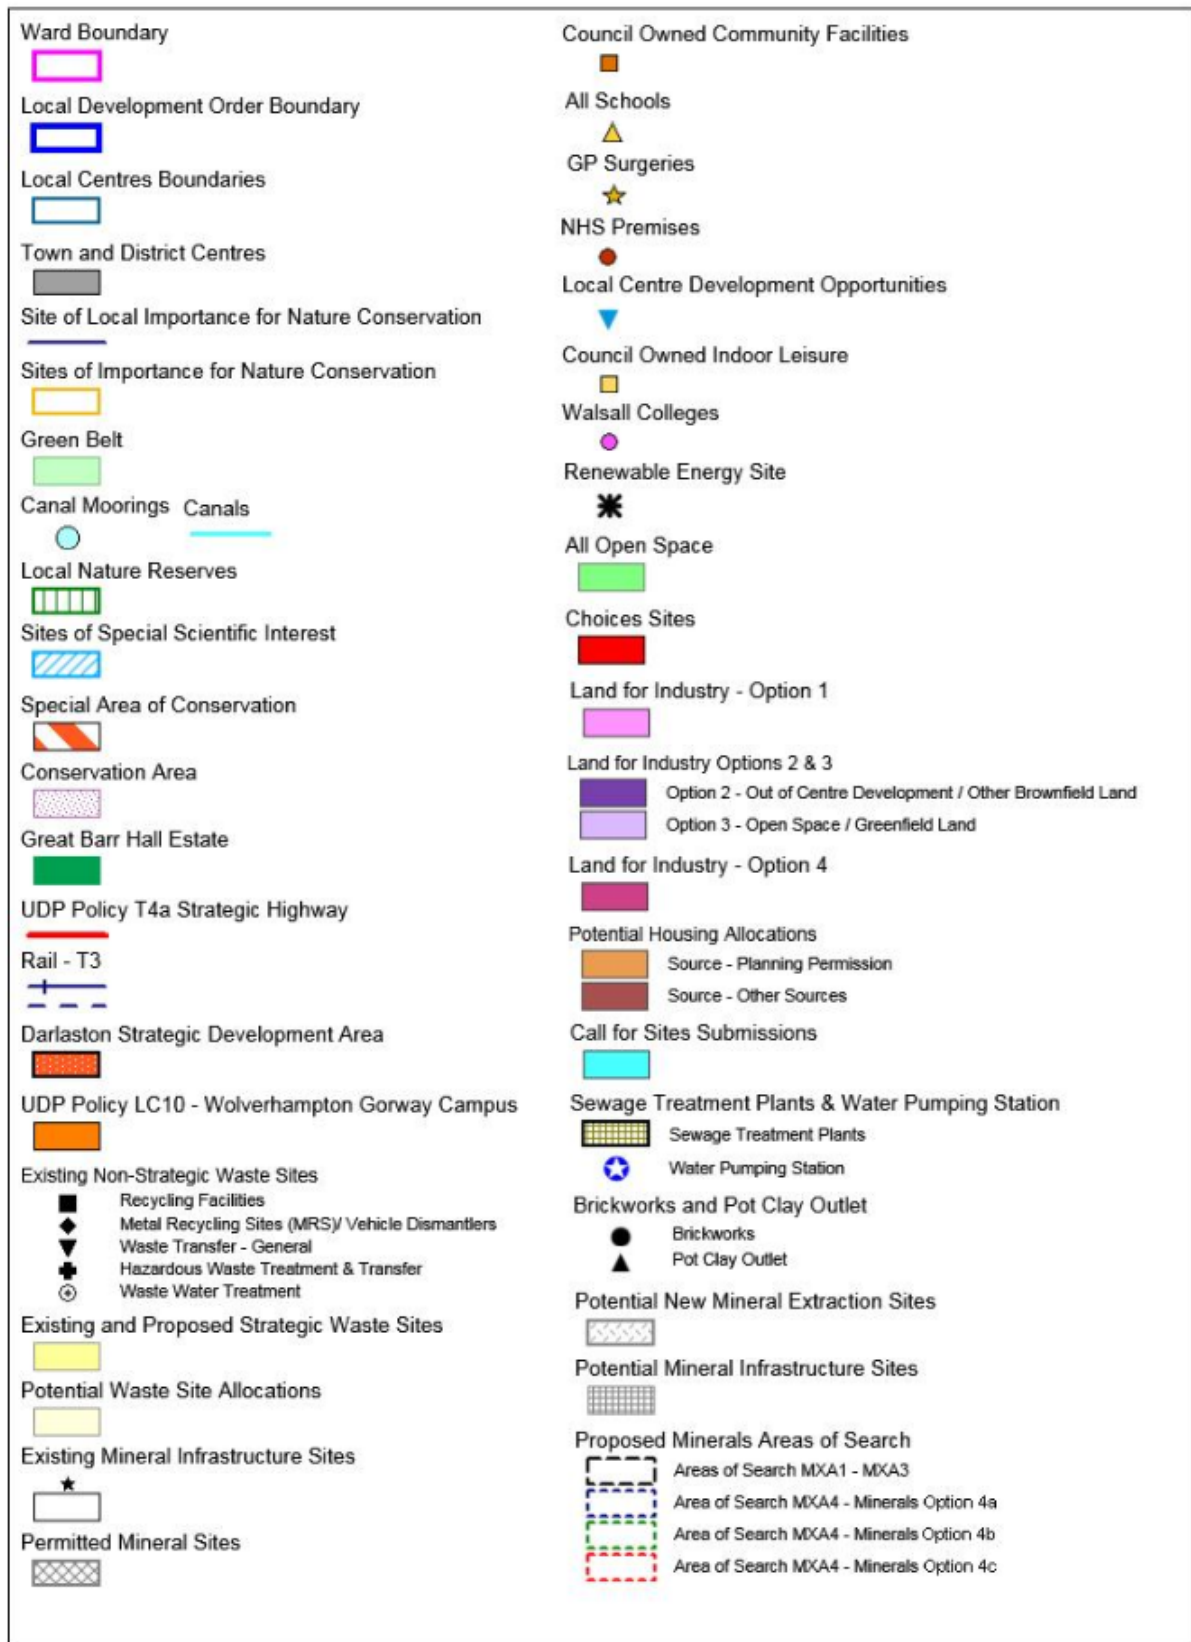 Ward Boundary
Local Development Order Boundary
Local Centres Boundaries
Town and District Centres
Site of Local Importance for Nature Conservation
Sites of Importance for Nature Conservation
Green Belt
Canal Moorings Canals
Local Nature Reserves
Sites of Special Scientific Interest
Special Area of Conservation
Conservation Area
Great Barr Hall Estate
UDP Policy T4a Strategic Highway
Rail - T3
Darlaston Strategic Development Area
UDP Policy LC10 - Wolverhampton Gorway Campus
Existing Non-Strategic Waste Sites
Recycling Facilities
Metal Recycling Sites (MRS)/ Vehicle Dismantlers
Waste Transfer - General
Hazardous Waste Treatment & Transfer
Waste Water Treatment
Existing and Proposed Strategic Waste Sites
Potential Waste Site Allocations
Existing Mineral Infrastructure Sites
Permitted Mineral Sites
Council Owned Community Facilities
All Schools
GP Surgeries
NHS Premises
Local Centre Development Opportunities
Council Owned Indoor Leisure
Walsall Colleges
Renewable Energy Site
All Open Space
Choices Sites
Land for Industry - Option 1
Land for Industry Options 2 & 3
Option 2 - Out of Centre Development / Other Brownfield Land
Option 3 - Open Space / Greenfield Land
Land for Industry - Option 4
Potential Housing Allocations
Source - Planning Permission
Source - Other Sources
Call for Sites Submissions
Sewage Treatment Plants & Water Pumping Station
Sewage Treatment Plants
Water Pumping Station
Brickworks and Pot Clay Outlet
Brickworks
Pot Clay Outlet
Potential New Mineral Extraction Sites
Potential Mineral Infrastructure Sites
Proposed Minerals Areas of Search
Areas of Search MXA1 - MXA3
Area of Search MXA4 - Minerals Option 4a
Area of Search MXA4 - Minerals Option 4b
Area of Search MXA4 - Minerals Option 4c